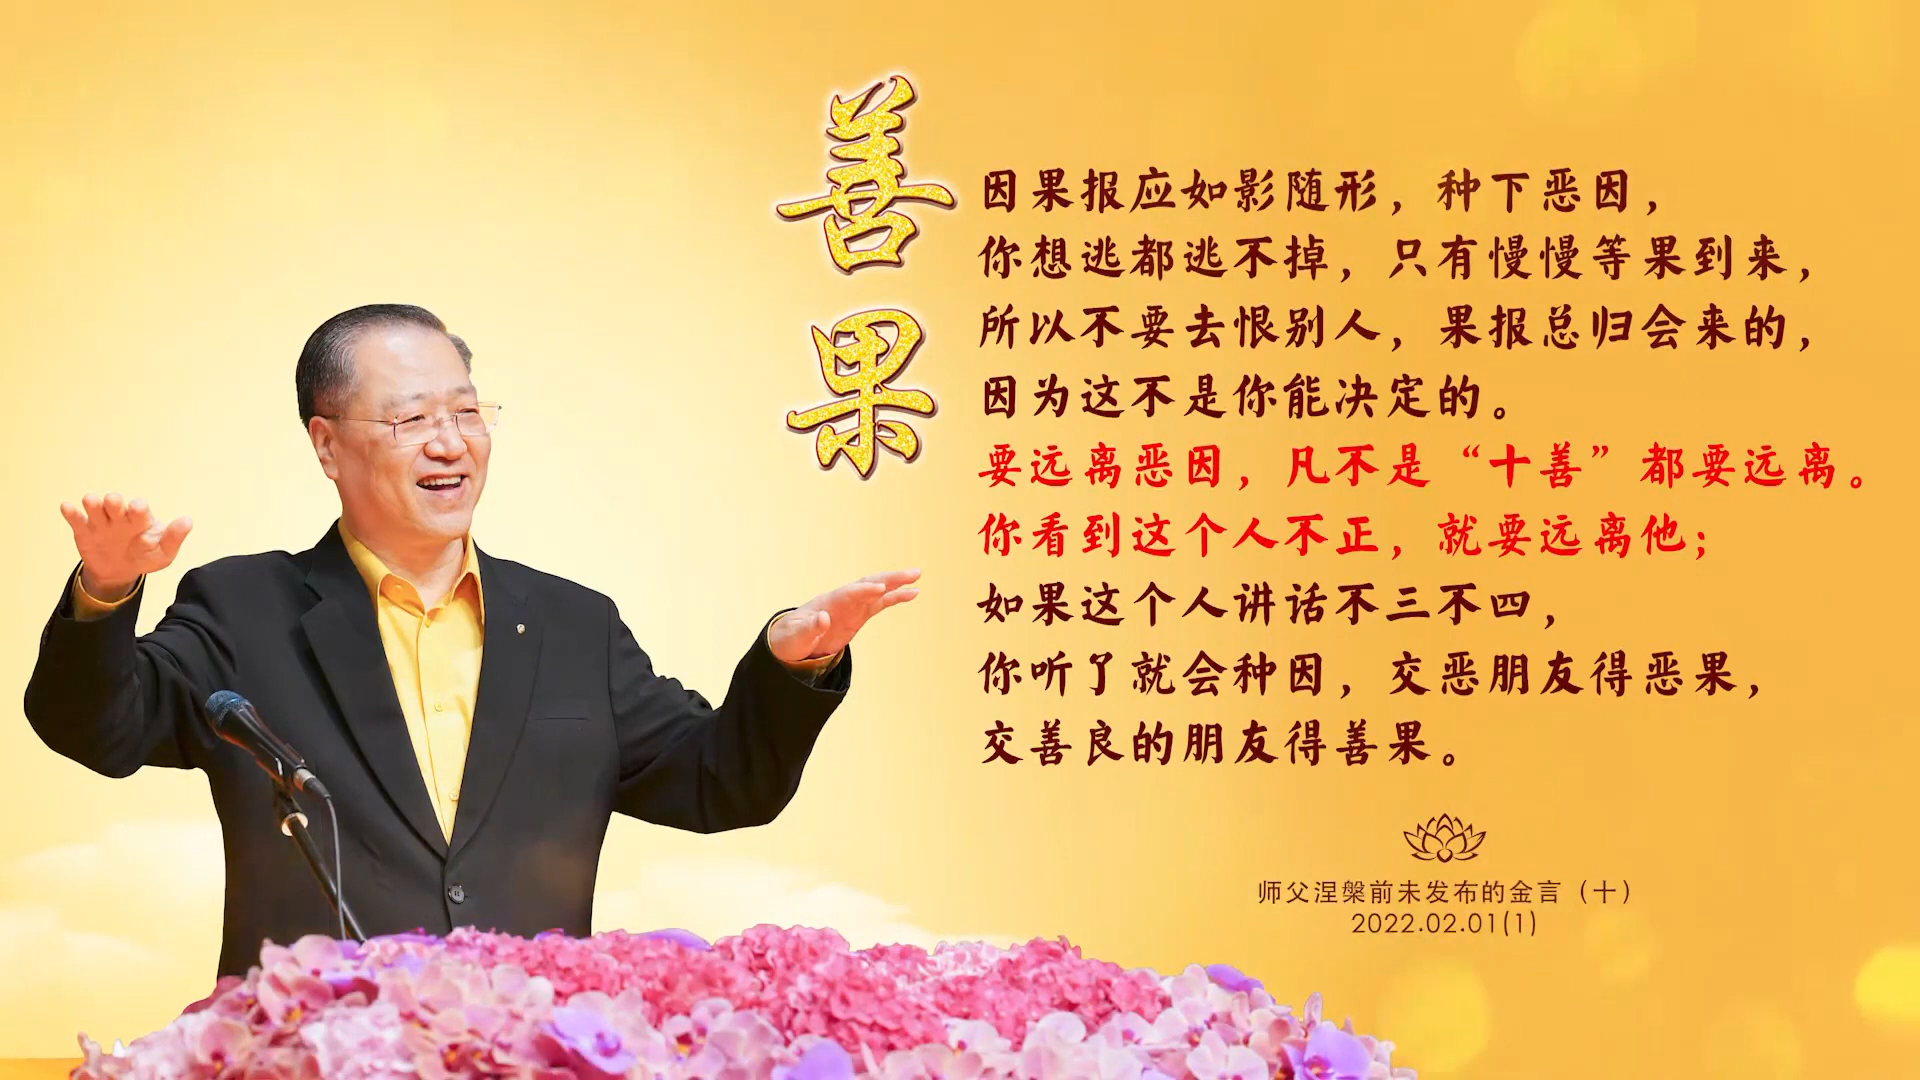 善果
因果报应如影随形，种下恶因，
你想逃都逃不掉，只有慢慢等果到来，
所以不要去恨别人，果报总归会来的，
因为这不是你能决定的。
要远离恶因，凡不是“十善”都要远离。
你看到这个人不正，就要远离他；
如果这个人讲话不三不四，
你听了就会种因，交恶朋友得恶果，
交善良的朋友得善果。
师父涅槃前未发布的金言（十）
2022.02.01(1)